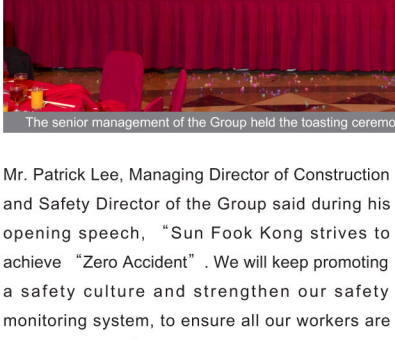 The senior management of the Group held the toasting
Mr. Patrick Lee, Managing Director of Construction
and Safety Director of the Group said during his
opening speech, “Sun Fook Kong strives to
achieve “Zero Accident” . We will keep promoting
a safety culture and strengthen our safety
monitoring system, to ensure all our workers are